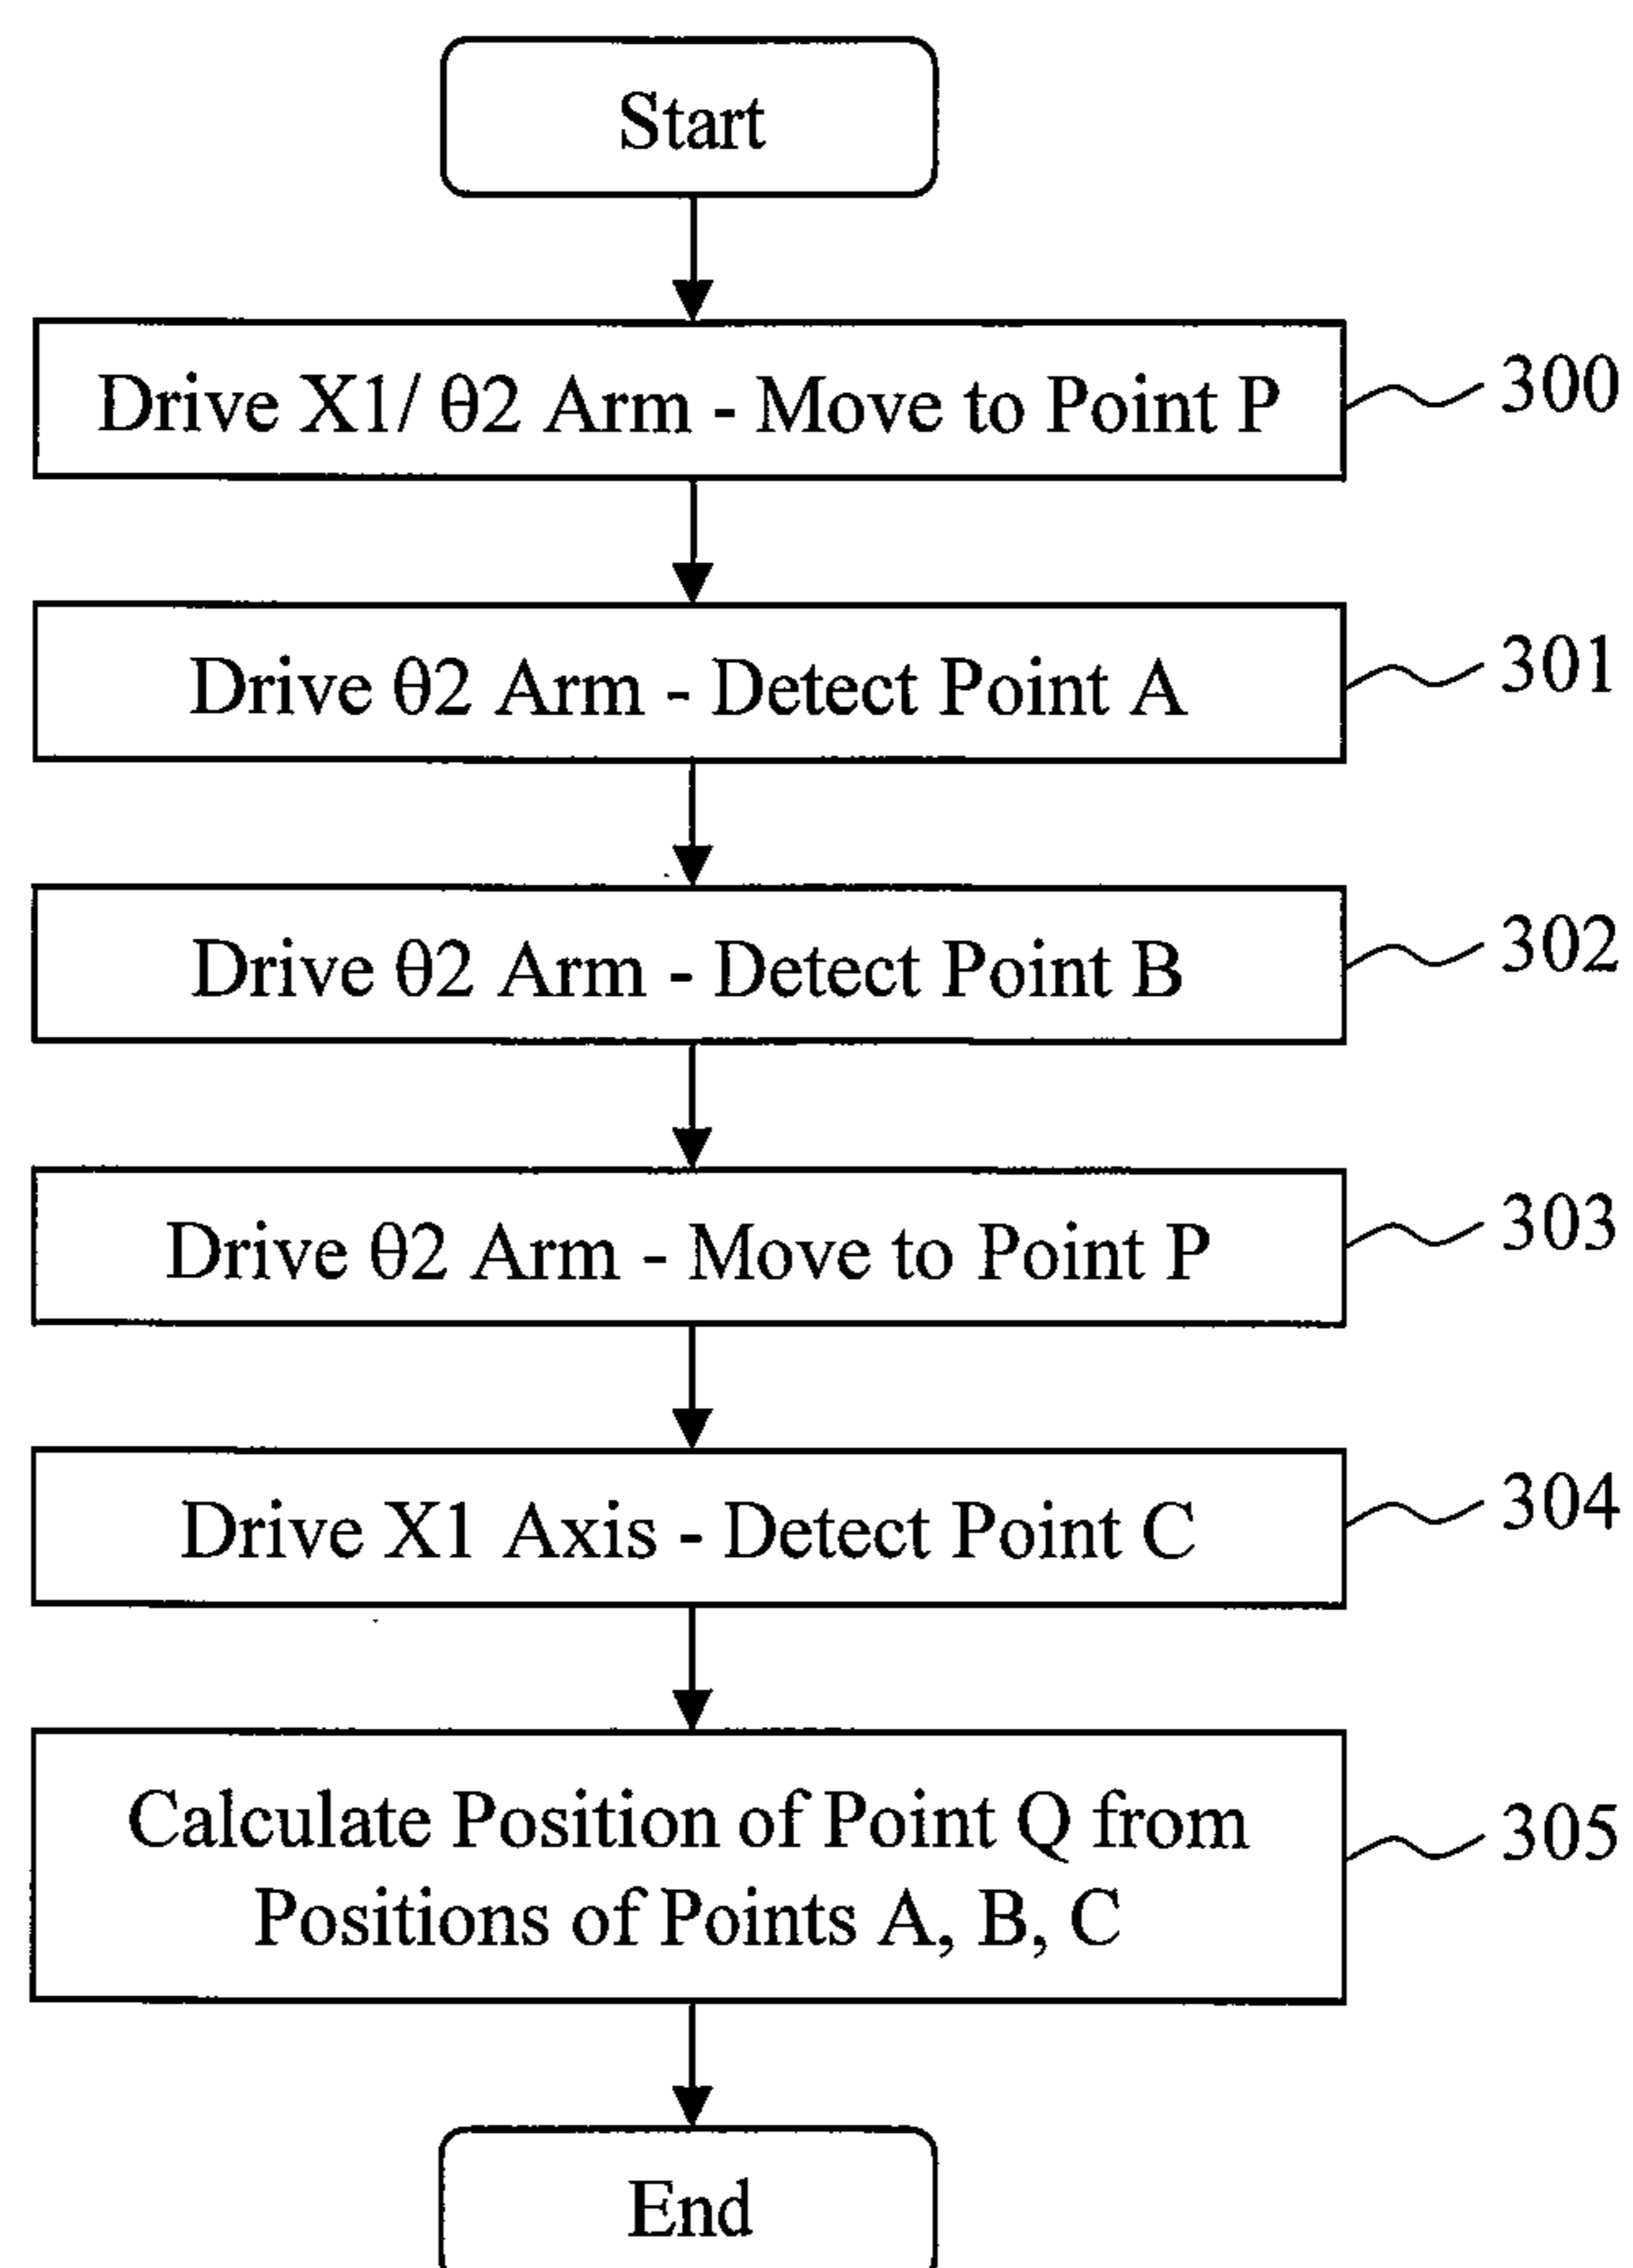 Start
Drive X1/ θ2 Arm - Move to Point P
300
Drive θ2 Arm - Detect Point A
301
Drive θ2 Arm - Detect Point B
302
Drive θ2 Arm - Move to Point P
303
Drive X1 Axis - Detect Point C
304
Calculate Position of Point Q from
Positions of Points A, B, C
305
End